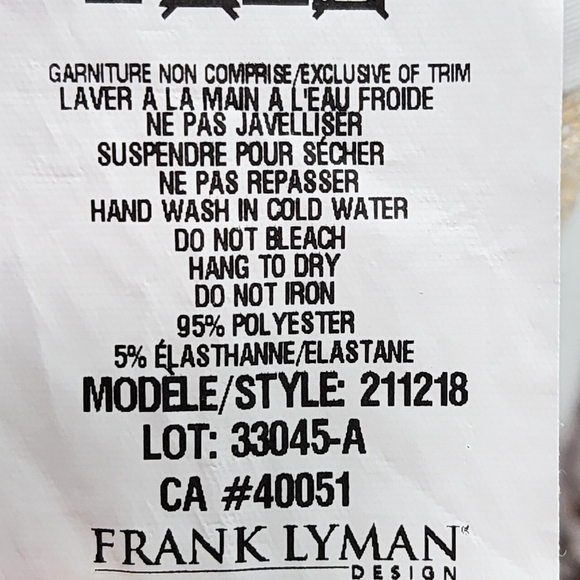 GARNITURE NON COMPRISE/EXCLUSIVE OF TRIM
LAVER A LA MAIN A L'EAU FROIDE
NE PAS JAVELLISER
SUSPENDRE POUR SÉCHER
NE PAS REPASSER
HAND WASH IN COLD WATER
DO NOT BLEACH
HANG TO DRY
DO NOT IRON
95% POLYESTER
5% ÉLASTHANNE/ELASTANE
MODÈLE/STYLE: 211218
LOT: 33045-A
CA #40051
FRANK LYMAN®
DESIGN